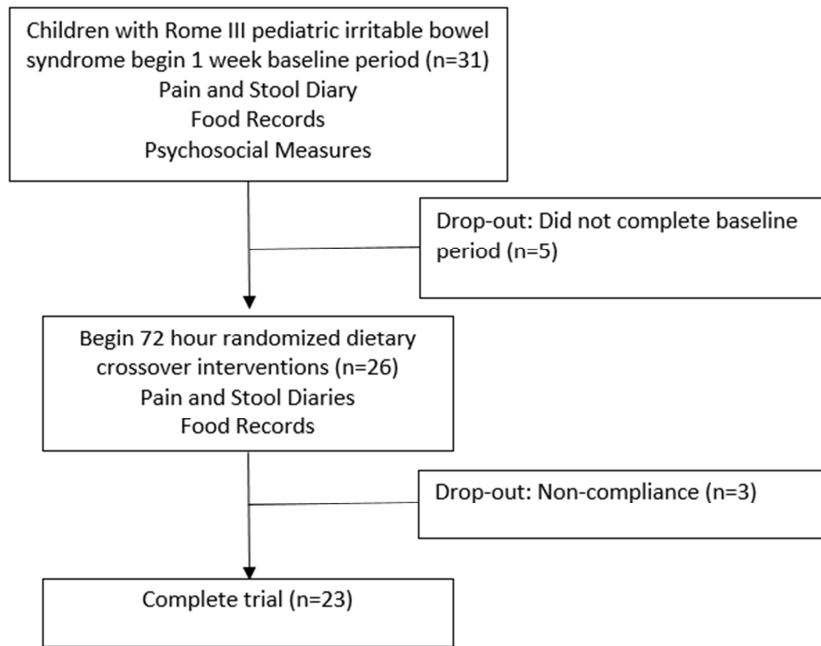 Children with Rome III pediatric irritable bowel
syndrome begin 1 week baseline period (n=31)
Pain and Stool Diary
Food Records
Psychosocial Measures
Drop-out: Did not complete baseline
period (n=5)
Begin 72 hour randomized dietary
crossover interventions (n=26)
Pain and Stool Diaries
Food Records
Drop-out: Non-compliance (n=3)
Complete trial (n=23)